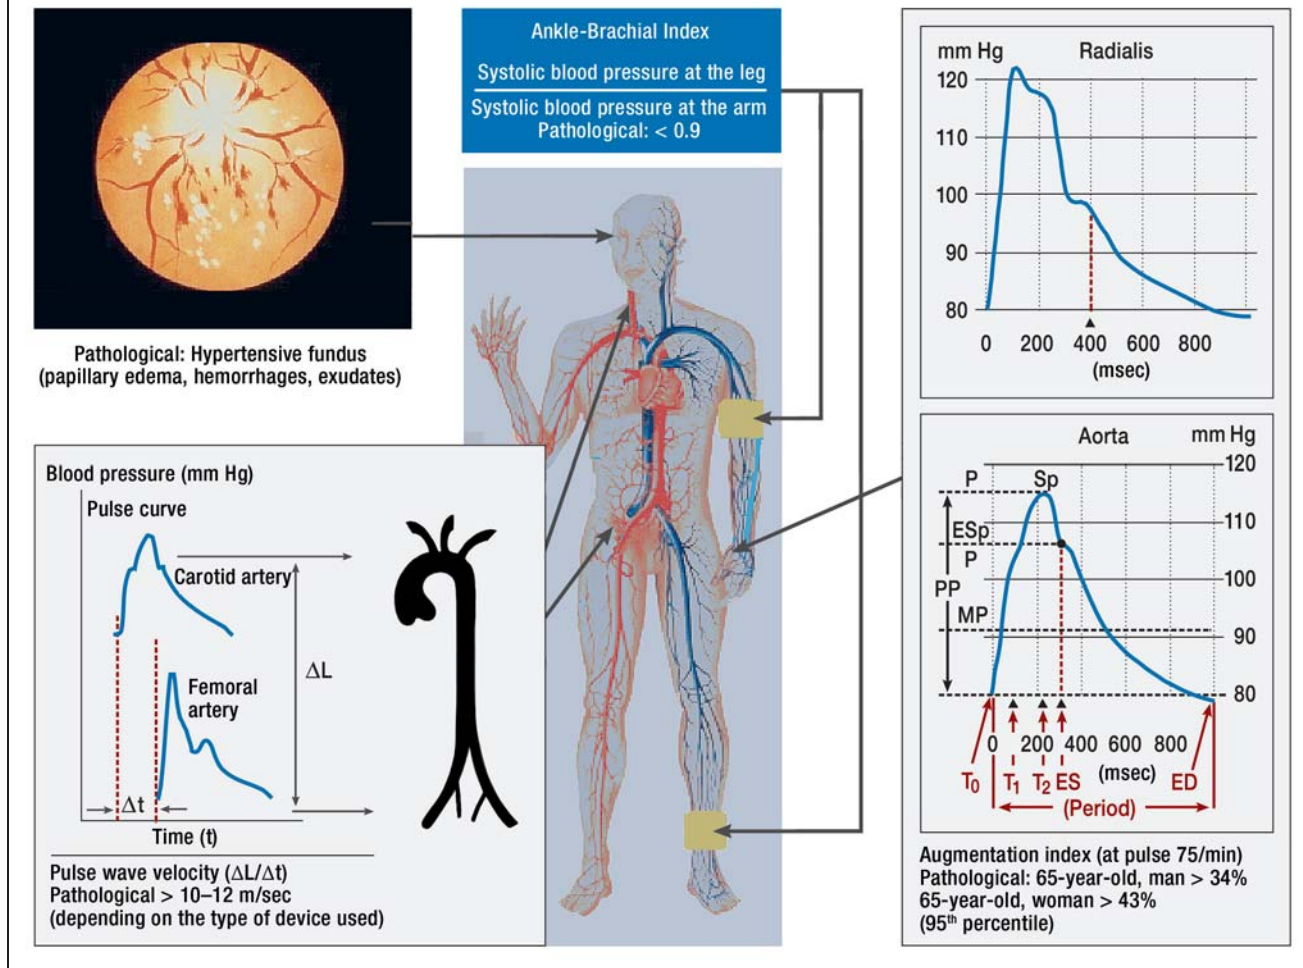 Ankle-Brachial Index
Systolic blood pressure at the leg
Systolic blood pressure at the arm
Pathological: < 0.9
Pathological: Hypertensive fundus
(papillary edema, hemorrhages, exudates)
Blood pressure (mm Hg)
Pulse curve
Carotid artery
ΔL
Femoral
artery
Δt
Time (t)
Pulse wave velocity (ΔL/Δt)
Pathological > 10–12 m/sec
(depending on the type of device used)
mm Hg Radialis
120
110
100
90
80
0 200 400 600 800
(msec)
Aorta mm Hg
P Sp 120
ESp 110
P
PP 100
MP 90
80
0 200 400 600 800
(msec)
T0 T1 T2 ES ED
(Period)
Augmentation index (at pulse 75/min)
Pathological: 65-year-old, man > 34%
65-year-old, woman > 43%
(95th percentile)